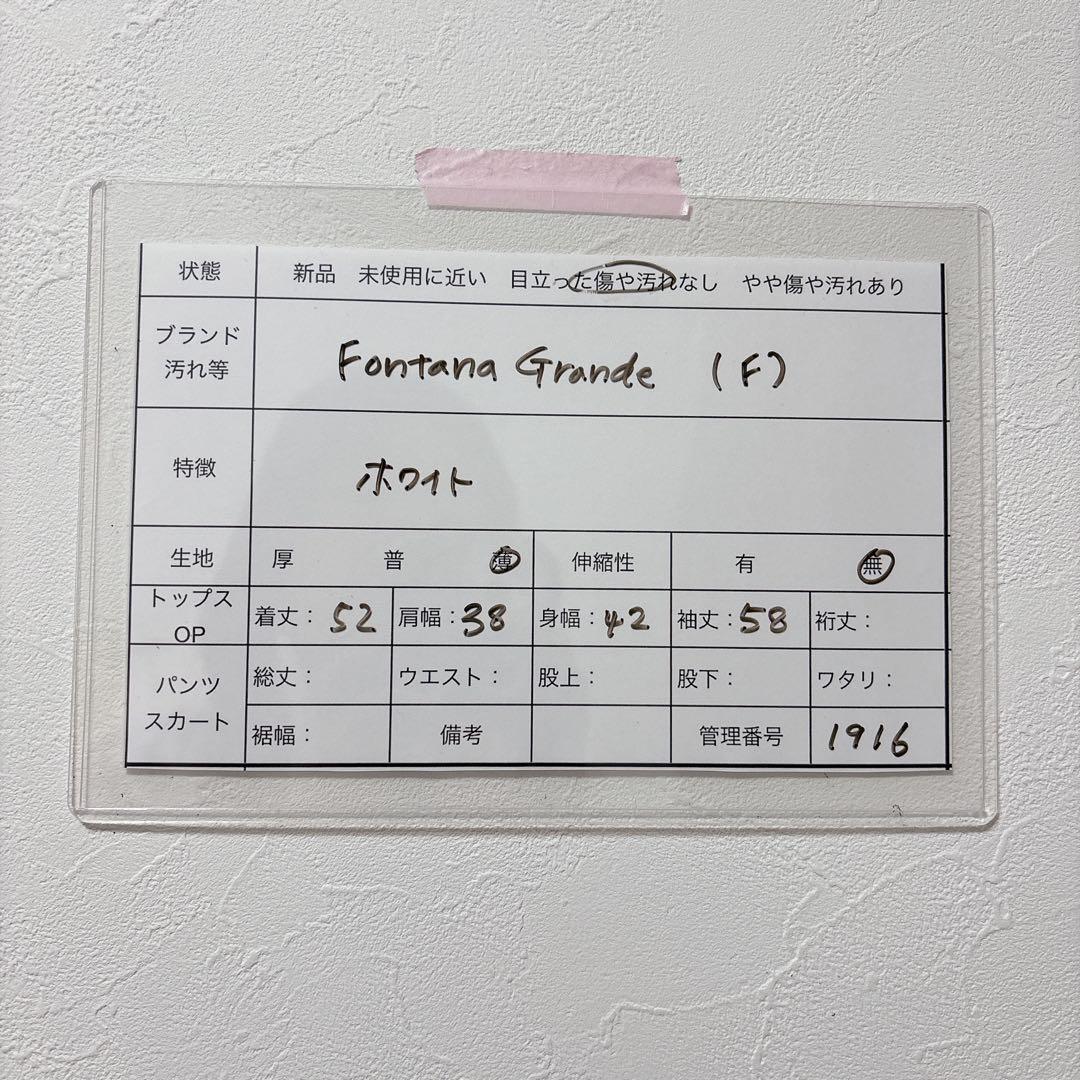 状態 新品 未使用に近い 目立った傷や汚れなし やや傷や汚れあり
ブランド
汚れ等
Fontana Grande (F)
特徴 ホワイト
生地 厚 普 薄 伸縮性 有 無
トップス
OP
着丈：52 肩幅：38 身幅：42 袖丈：58 裄丈：
パンツ
スカート
総丈： ウエスト： 股上： 股下： ワタリ：
裾幅： 備考 管理番号 1916